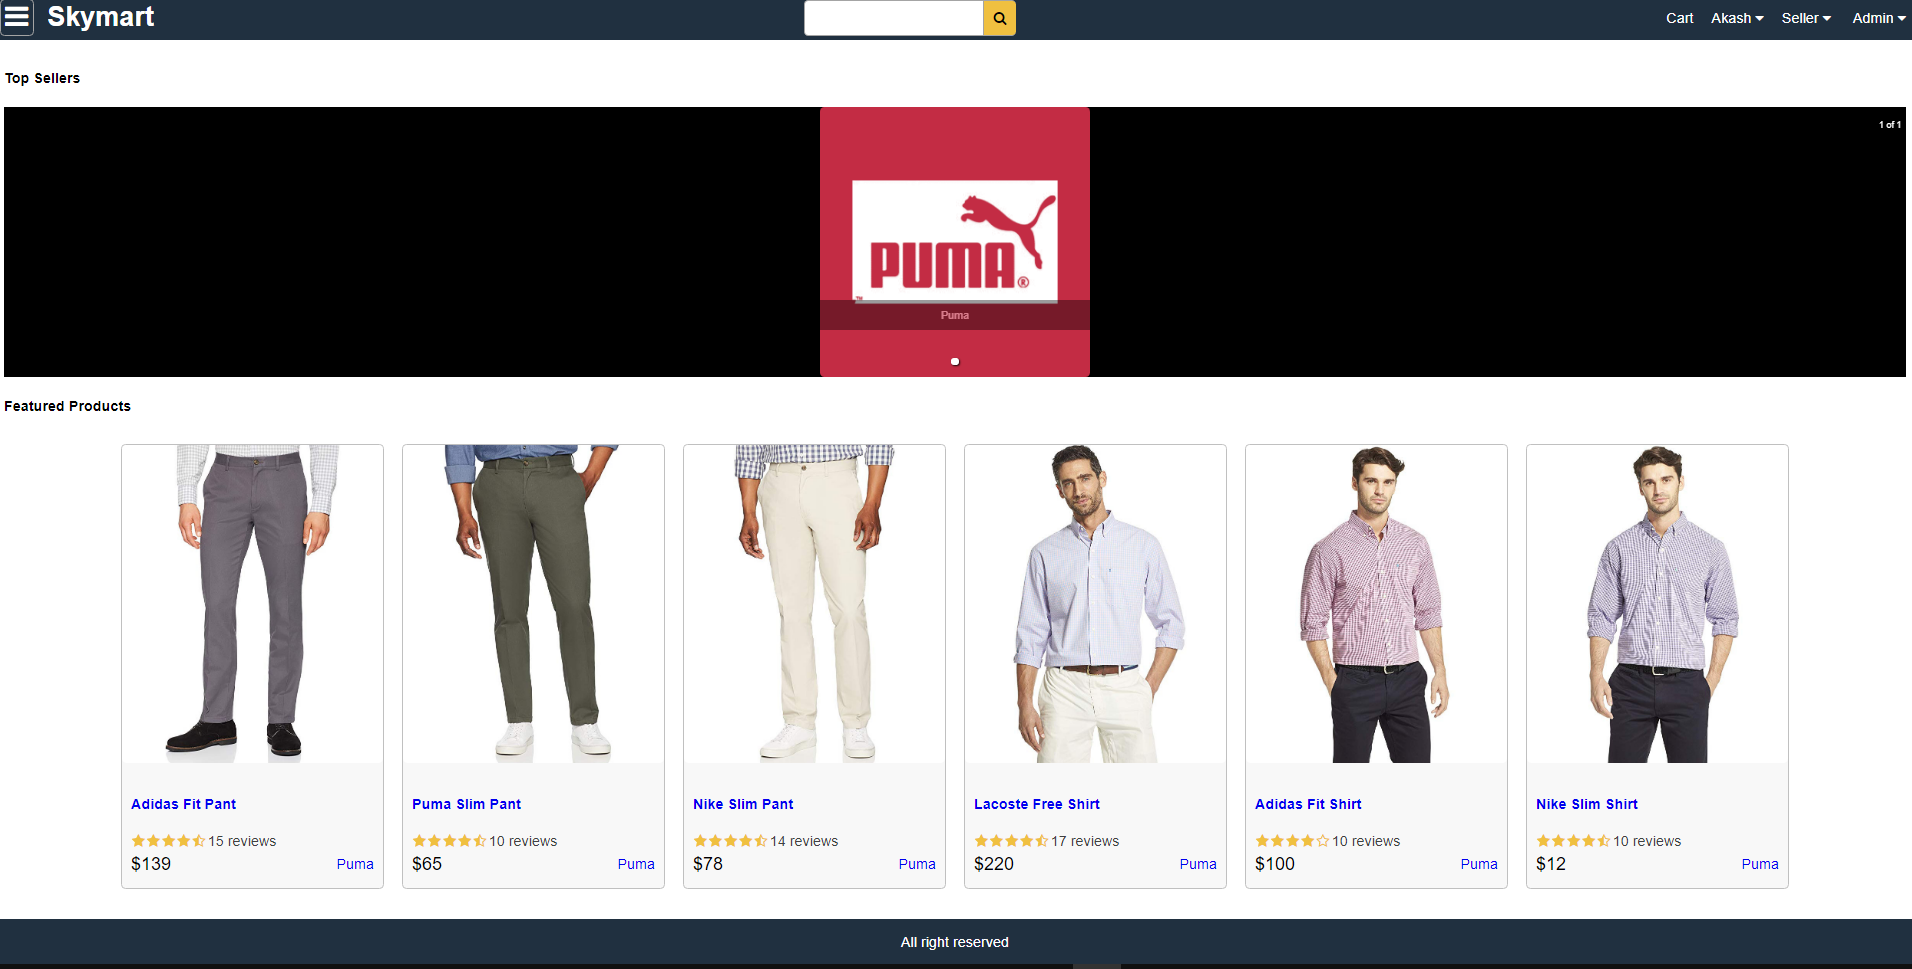 Skymart
Cart Akash Seller Admin
Top Sellers
1 of 1
PUMA®
TM
Puma
Featured Products
Adidas Fit Pant
15 reviews
$139 Puma
Puma Slim Pant
10 reviews
$65 Puma
Nike Slim Pant
14 reviews
$78 Puma
Lacoste Free Shirt
17 reviews
$220 Puma
Adidas Fit Shirt
10 reviews
$100 Puma
Nike Slim Shirt
10 reviews
$12 Puma
All right reserved